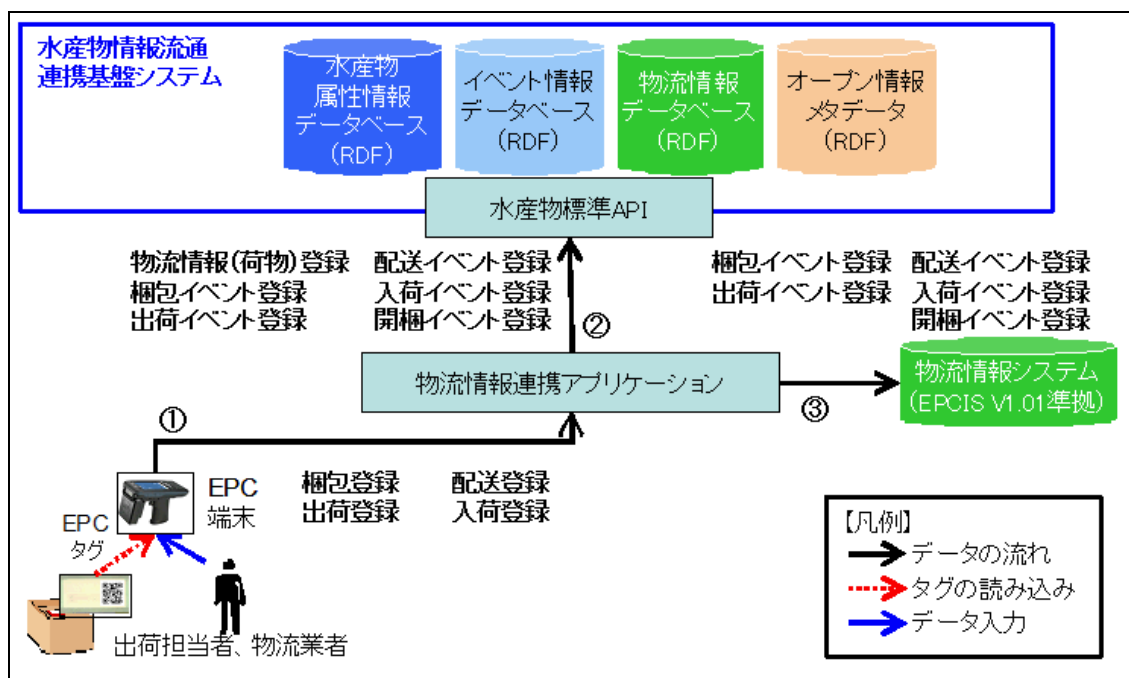 水産物情報流通
連携基盤システム
水産物
属性情報
データベース
(RDF)
イベント情報
データベース
(RDF)
物流情報
データベース
(RDF)
オープン情報
メタデータ
(RDF)
水産物標準API
物流情報(荷物)登録
梱包イベント登録
出荷イベント登録
配送イベント登録
入荷イベント登録
開梱イベント登録
②
梱包イベント登録
出荷イベント登録
配送イベント登録
入荷イベント登録
開梱イベント登録
物流情報連携アプリケーション
③
物流情報システム
(EPCIS V1.01準拠)
①
梱包登録
出荷登録
配送登録
入荷登録
EPC
端末
EPC
タグ
出荷担当者、物流業者
【凡例】
データの流れ
タグの読み込み
データ入力